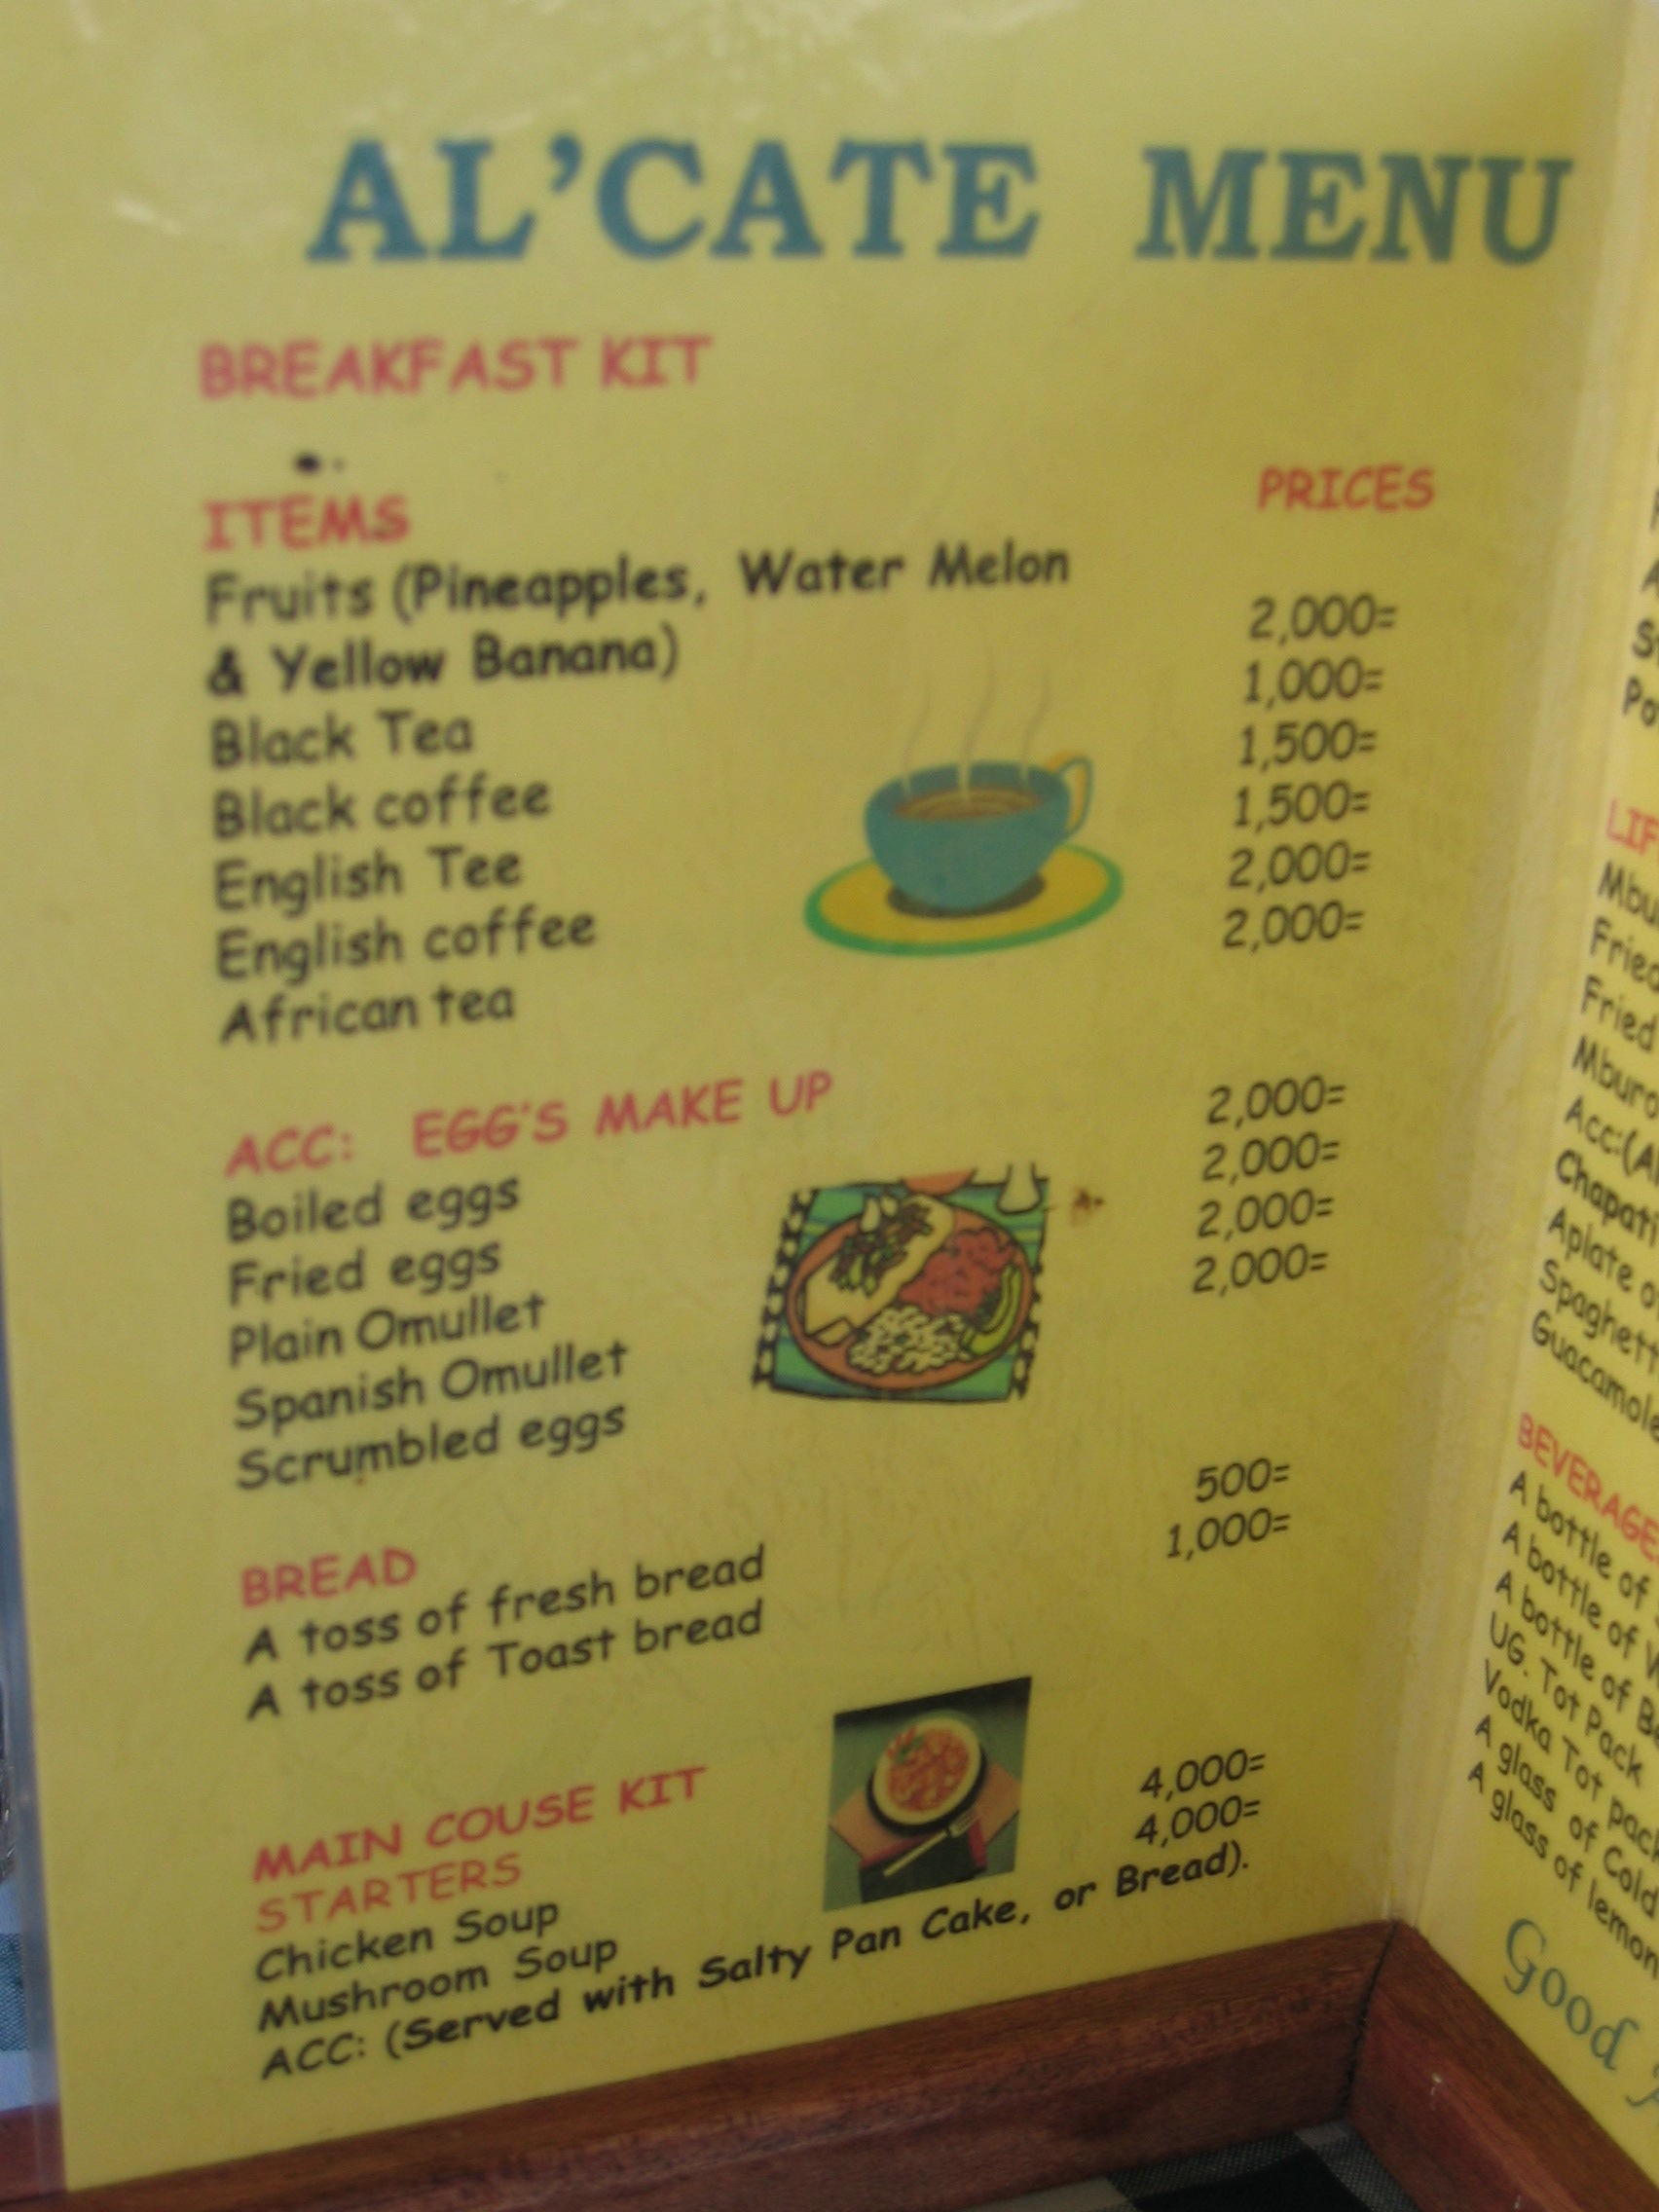 AL'CATE MENU
BREAKFAST KIT
ITEMS
PRICES
Fruits (Pineapples, Water Melon
& Yellow Banana) 2,000=
Black Tea 1,000=
Black coffee 1,500=
English Tee 1,500=
English coffee 2,000=
African tea 2,000=
ACC: EGG'S MAKE UP
Boiled eggs 2,000=
Fried eggs 2,000=
Plain Omullet 2,000=
Spanish Omullet 2,000=
Scrumbled eggs
BREAD
A toss of fresh bread 500=
A toss of Toast bread 1,000=
MAIN COUSE KIT
STARTERS
Chicken Soup 4,000=
Mushroom Soup 4,000=
ACC: (Served with Salty Pan Cake, or Bread).
Fried
Fried
Chapati
Guacamole
A bottle of
A bottle of
A bottle of
UG. Tot Pack
Vodka Tot pack
A glass of Cold
A glass of lemon
Good